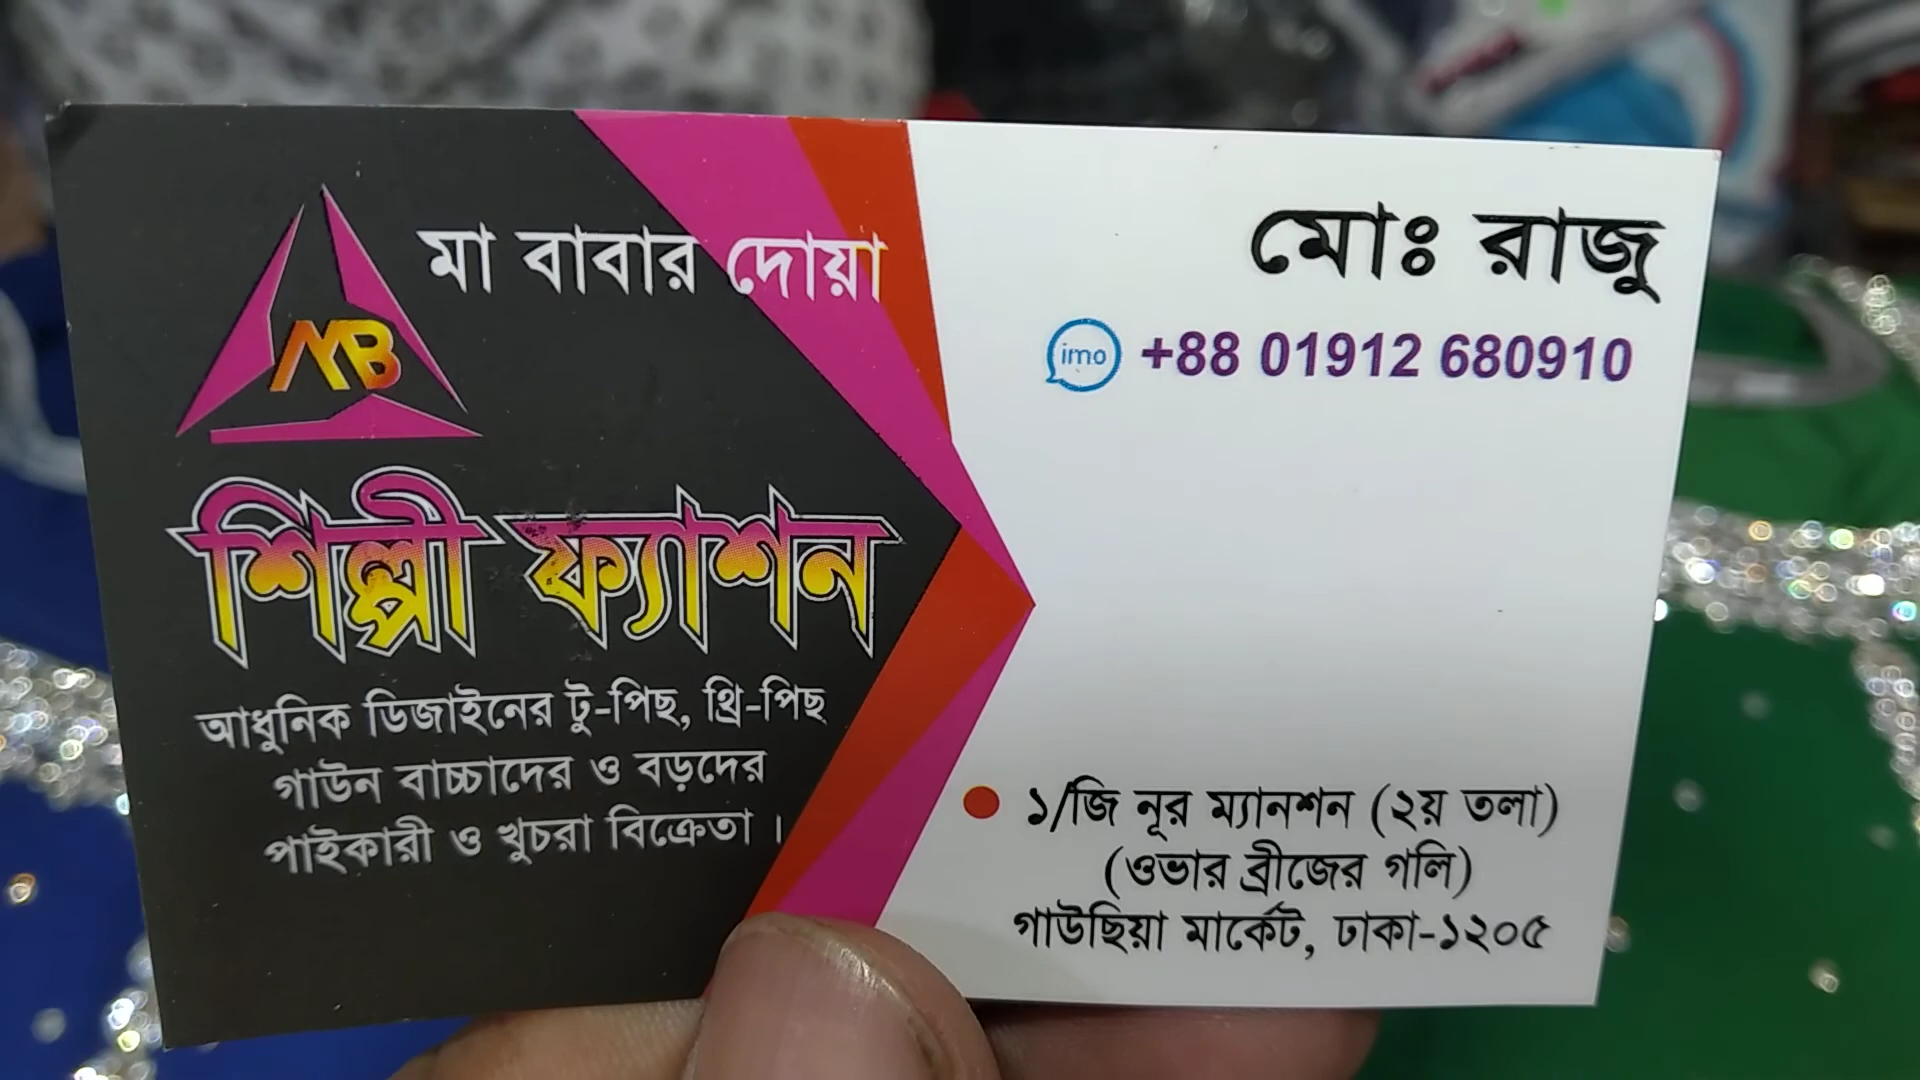 মা বাবার দোয়া
MB
শিল্পী ফ্যাশন
আধুনিক ডিজাইনের টু-পিছ, থ্রি-পিছ
গাউন বাচ্চাদের ও বড়দের
পাইকারী ও খুচরা বিক্রেতা।
মোঃ রাজু
imo +88 01912 680910
১/জি নূর ম্যানশন (২য় তলা)
(ওভার ব্রীজের গলি)
গাউছিয়া মার্কেট, ঢাকা-১২০৫